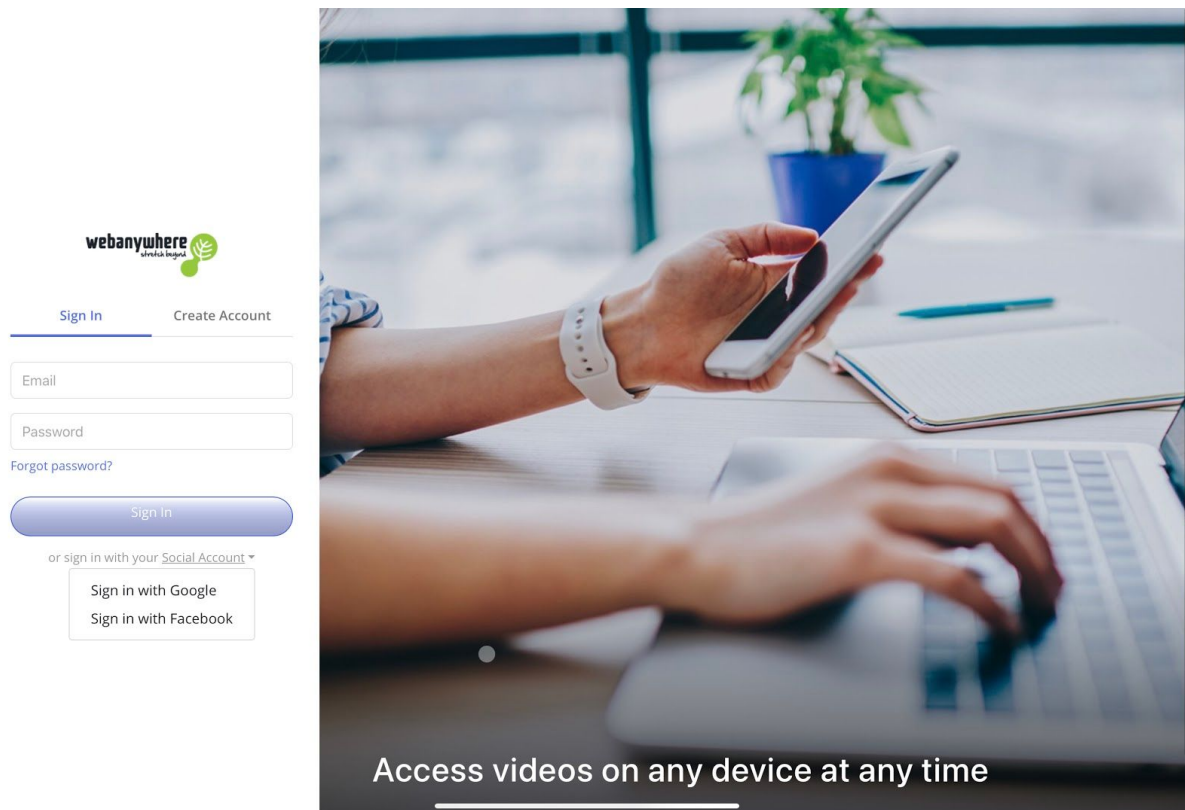 webanywhere
stretch beyond
Sign In
Create Account
Email
Password
Forgot password?
Sign In
or sign in with your Social Account
Sign in with Google
Sign in with Facebook
Access videos on any device at any time